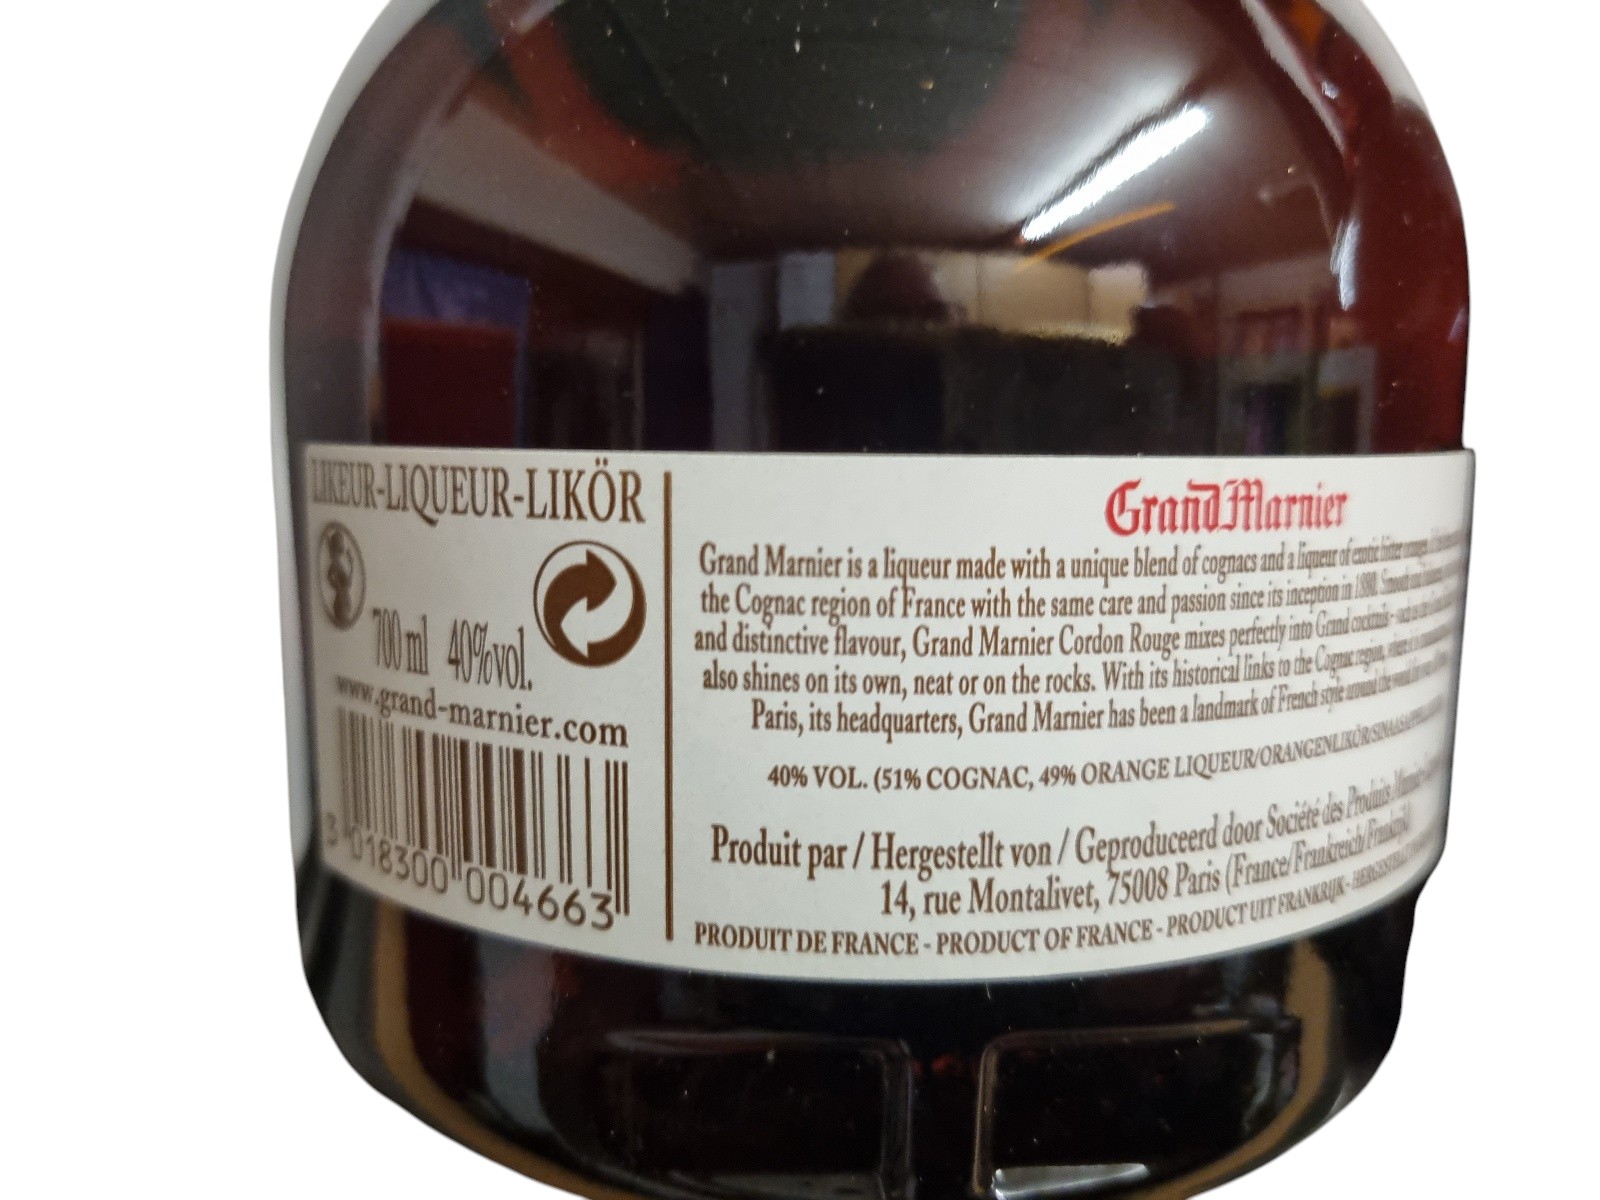 LIKEUR-LIQUEUR-LIKÖR
700 ml 40%vol.
www.grand-marnier.com
3 018300 004663
Grand Marnier
Grand Marnier is a liqueur made with a unique blend of cognacs and a liqueur of exotic bitter
the Cognac region of France with the same care and passion since its inception in 1880. Smooth
and distinctive flavour, Grand Marnier Cordon Rouge mixes perfectly into Grand cocktails -
also shines on its own, neat or on the rocks. With its historical links to the Cognac region,
Paris, its headquarters, Grand Marnier has been a landmark of French style around the
40% VOL. (51% COGNAC, 49% ORANGE LIQUEUR/ORANGENLIKÖR/
Produit par / Hergestellt von / Geproduceerd door Société des Produits
14, rue Montalivet, 75008 Paris (France/Frankreich/Frankrijk)
PRODUIT DE FRANCE - PRODUCT OF FRANCE - PRODUCT UIT FRANKRIJK -